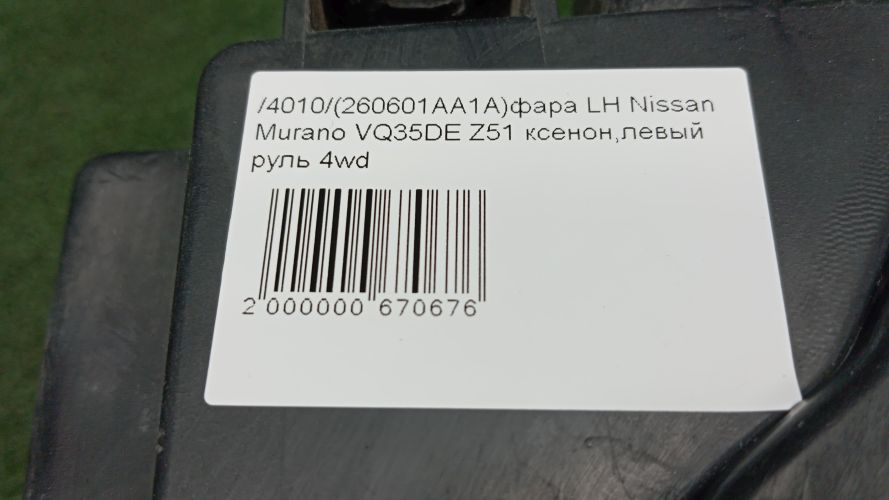 /4010/(260601AA1A)фара LH Nissan
Murano VQ35DE Z51 ксенон,левый
руль 4wd
2 000000 670676